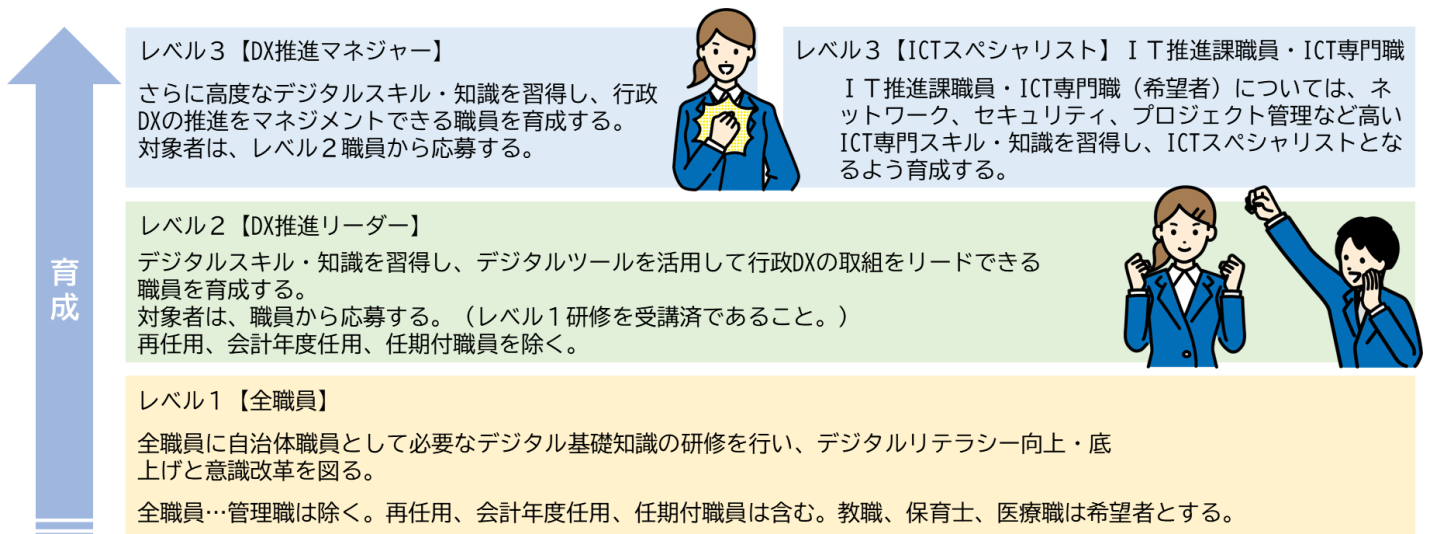 育成
レベル３【DX推進マネジャー】
さらに高度なデジタルスキル・知識を習得し、行政
DXの推進をマネジメントできる職員を育成する。
対象者は、レベル２職員から応募する。
レベル３【ICTスペシャリスト】ＩＴ推進課職員・ICT専門職
ＩＴ推進課職員・ICT専門職（希望者）については、ネ
ットワーク、セキュリティ、プロジェクト管理など高い
ICT専門スキル・知識を習得し、ICTスペシャリストとな
るよう育成する。
レベル２【DX推進リーダー】
デジタルスキル・知識を習得し、デジタルツールを活用して行政DXの取組をリードできる
職員を育成する。
対象者は、職員から応募する。（レベル１研修を受講済であること。）
再任用、会計年度任用、任期付職員を除く。
レベル１【全職員】
全職員に自治体職員として必要なデジタル基礎知識の研修を行い、デジタルリテラシー向上・底
上げと意識改革を図る。
全職員…管理職は除く。再任用、会計年度任用、任期付職員は含む。教職、保育士、医療職は希望者とする。